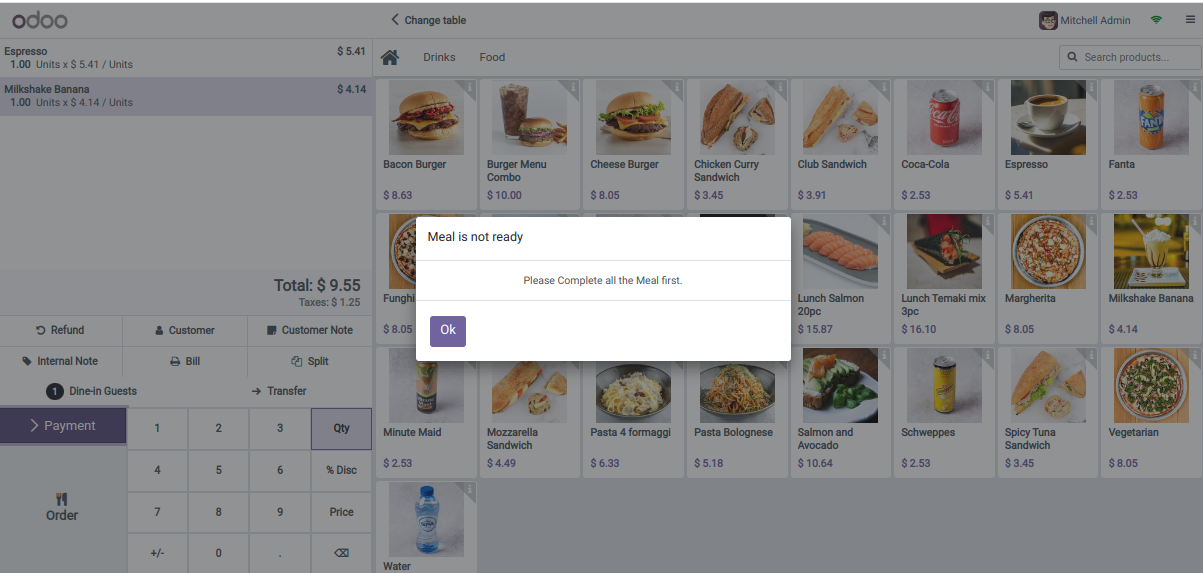 odoo
Change table
Mitchell Admin
Espresso
$ 5.41
1.00 Units x $ 5.41 / Units
Milkshake Banana
$ 4.14
1.00 Units x $ 4.14 / Units
Drinks
Food
Search products...
Bacon Burger
$ 8.63
Burger Menu
Combo
$ 10.00
Cheese Burger
$ 8.05
Chicken Curry
Sandwich
$ 3.45
Club Sandwich
$ 3.91
Coca-Cola
$ 2.53
Espresso
$ 5.41
Fanta
$ 2.53
Meal is not ready
Please Complete all the Meal first.
Ok
Funghi
$ 8.05
Lunch Salmon
20pc
$ 15.87
Lunch Temaki mix
3pc
$ 16.10
Margherita
$ 8.05
Milkshake Banana
$ 4.14
Minute Maid
$ 2.53
Mozzarella
Sandwich
$ 4.49
Pasta 4 formaggi
$ 6.33
Pasta Bolognese
$ 5.18
Salmon and
Avocado
$ 10.64
Schweppes
$ 2.53
Spicy Tuna
Sandwich
$ 3.45
Vegetarian
$ 8.05
Water
Total: $ 9.55
Taxes: $ 1.25
Refund
Customer
Customer Note
Internal Note
Bill
Split
1 Dine-in Guests
Transfer
Payment
1
2
3
Qty
4
5
6
% Disc
Order
7
8
9
Price
+/-
0
.